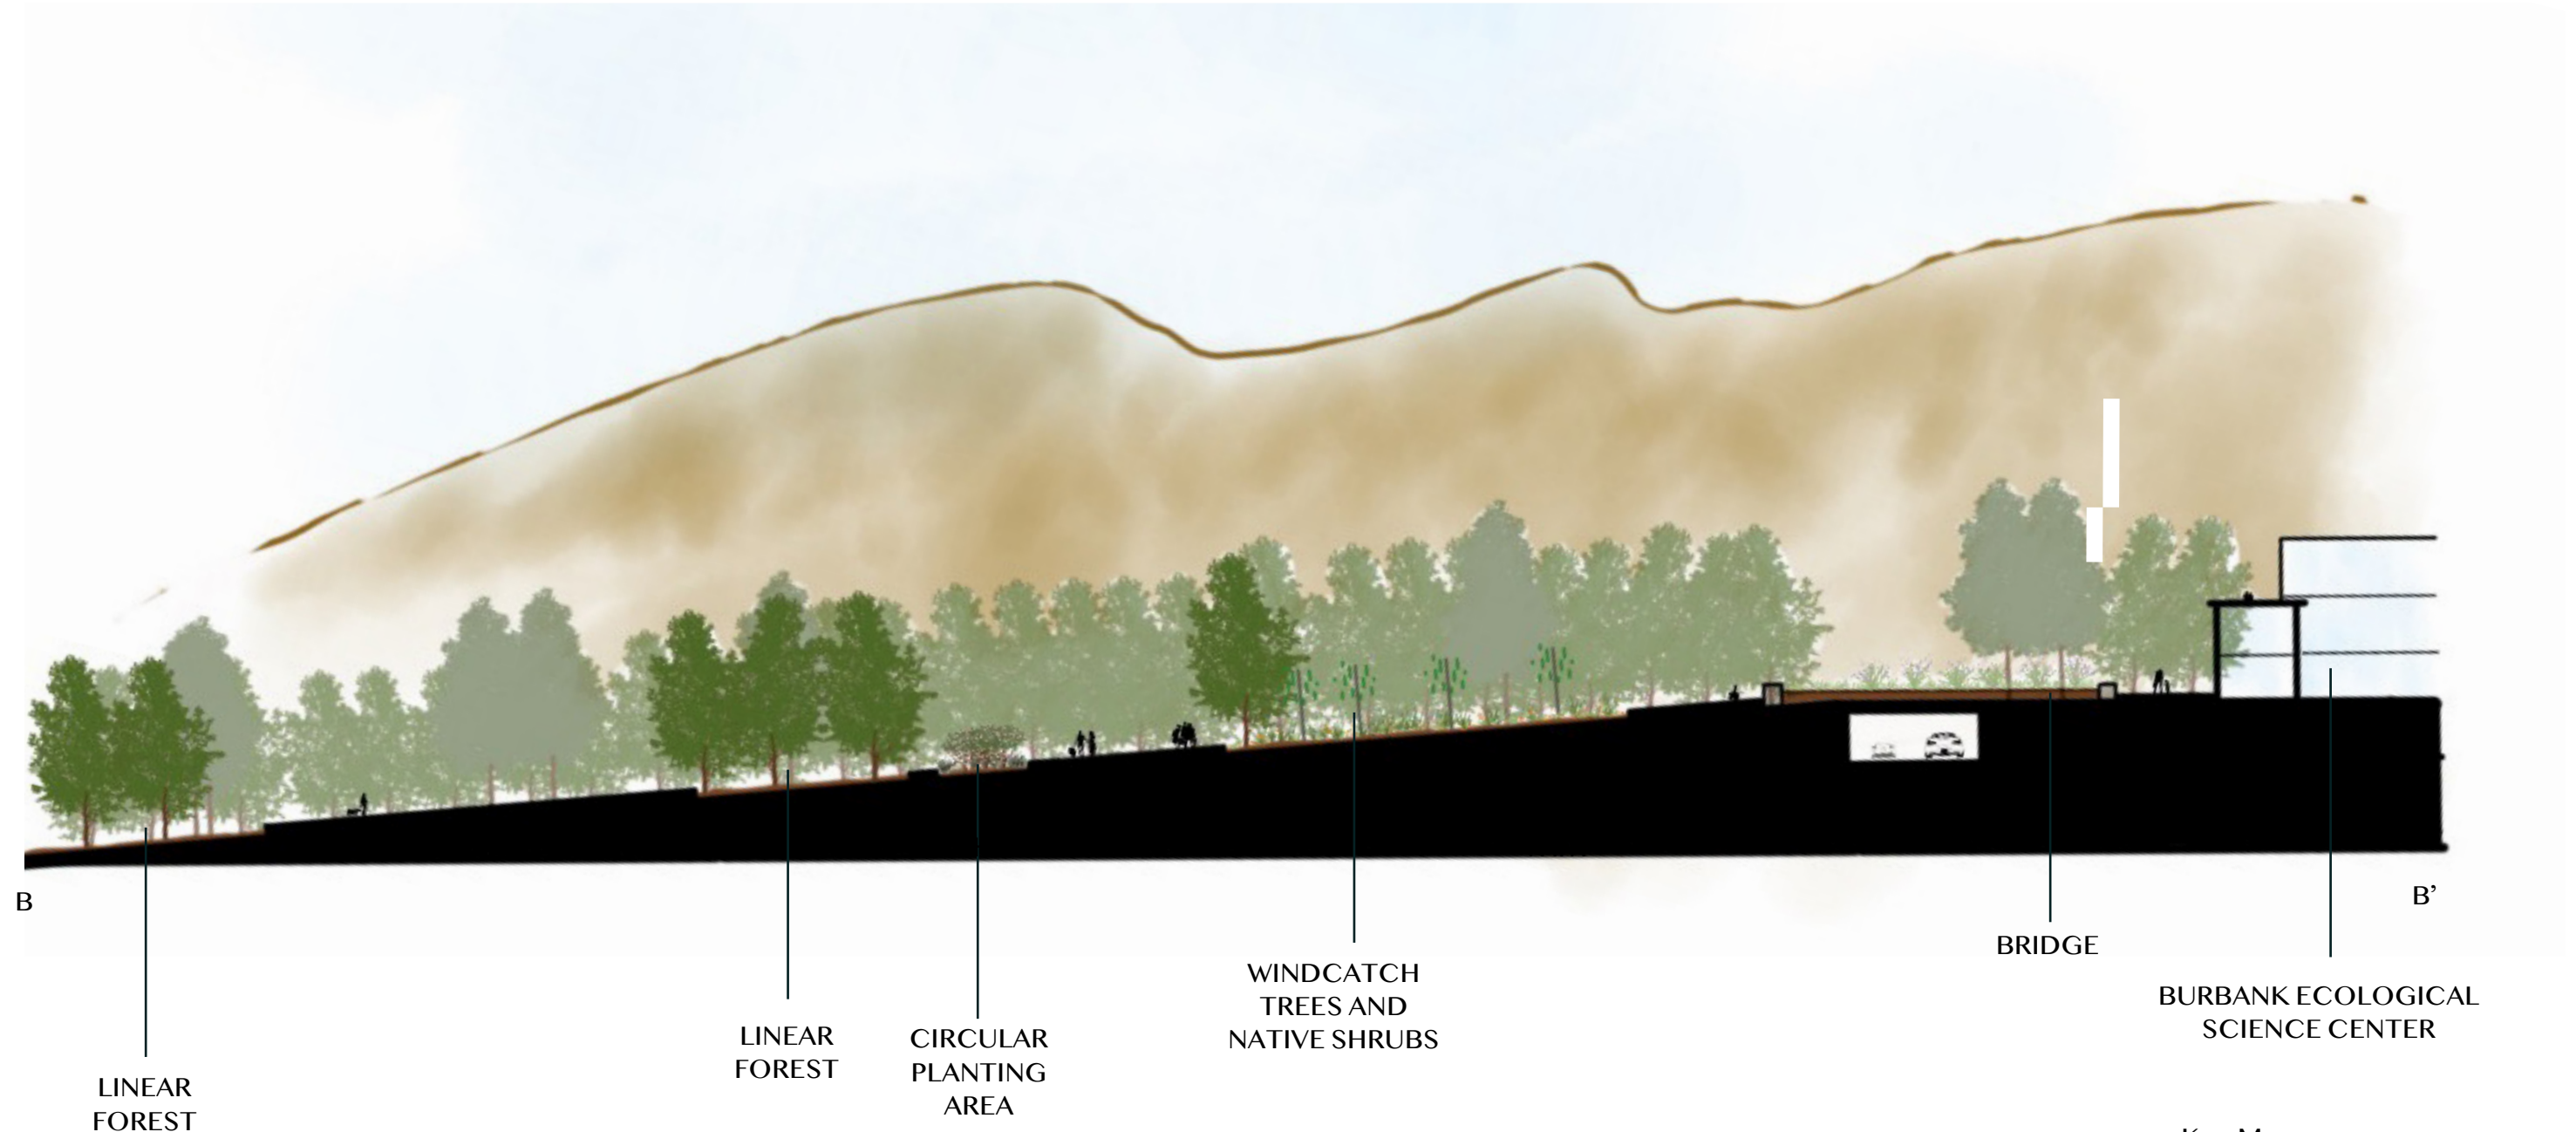 B
B’
LINEAR
FOREST
LINEAR
FOREST
CIRCULAR
PLANTING
AREA
WINDCATCH
TREES AND
NATIVE SHRUBS
BRIDGE
BURBANK ECOLOGICAL
SCIENCE CENTER